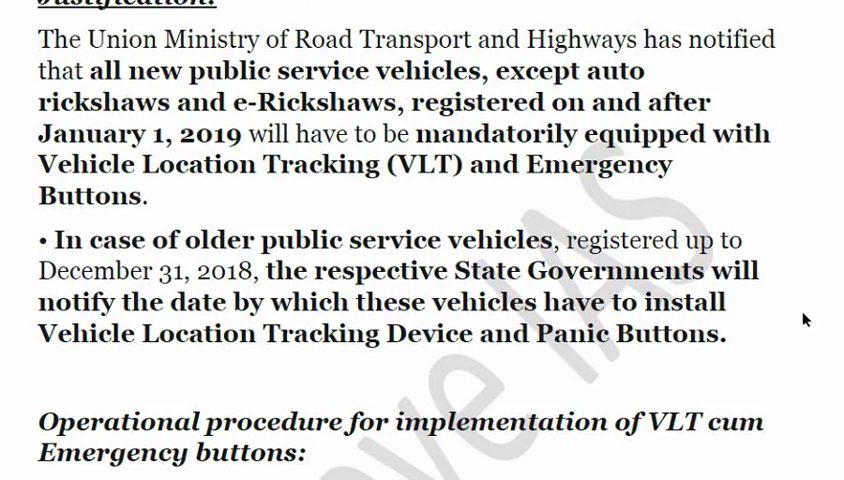 Justification:
The Union Ministry of Road Transport and Highways has notified
that all new public service vehicles, except auto
rickshaws and e-Rickshaws, registered on and after
January 1, 2019 will have to be mandatorily equipped with
Vehicle Location Tracking (VLT) and Emergency
Buttons.
• In case of older public service vehicles, registered up to
December 31, 2018, the respective State Governments will
notify the date by which these vehicles have to install
Vehicle Location Tracking Device and Panic Buttons.
Operational procedure for implementation of VLT cum
Emergency buttons:
IAS